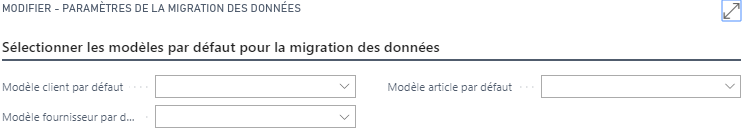 MODIFIER - PARAMÈTRES DE LA MIGRATION DES DONNÉES
Sélectionner les modèles par défaut pour la migration des données
Modèle client par défaut
Modèle article par défaut
Modèle fournisseur par d...